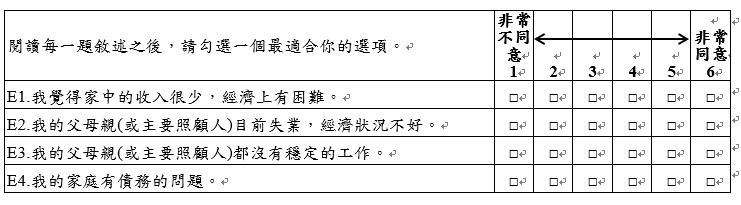 閱讀每一題敘述之後，請勾選一個最適合你的選項。 非常不同意1 2 3 4 5 非常同意6
E1.我覺得家中的收入很少，經濟上有困難。 □ □ □ □ □ □
E2.我的父母親(或主要照顧人)目前失業，經濟狀況不好。 □ □ □ □ □ □
E3.我的父母親(或主要照顧人)都沒有穩定的工作。 □ □ □ □ □ □
E4.我的家庭有債務的問題。 □ □ □ □ □ □